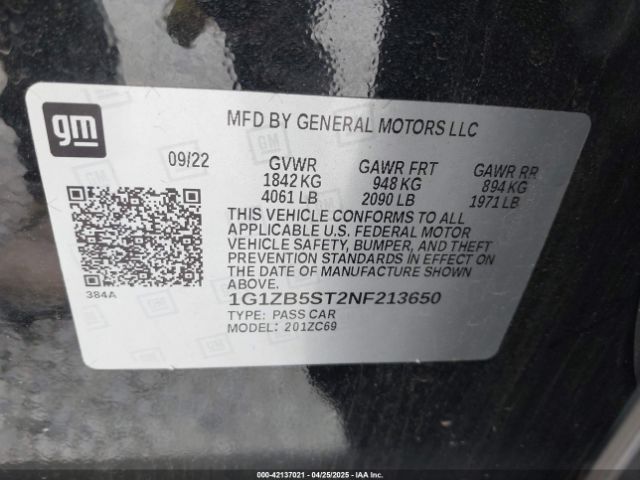 gm
MFD BY GENERAL MOTORS LLC
09/22 GVWR GAWR FRT GAWR RR
1842 KG 948 KG 894 KG
4061 LB 2090 LB 1971 LB
THIS VEHICLE CONFORMS TO ALL
APPLICABLE U.S. FEDERAL MOTOR
VEHICLE SAFETY, BUMPER, AND THEFT
PREVENTION STANDARDS IN EFFECT ON
THE DATE OF MANUFACTURE SHOWN
ABOVE.
384A
1G1ZB5ST2NF213650
TYPE: PASS CAR
MODEL: 201ZC69
000-42137021 | 04/25/2025 - IAA Inc.